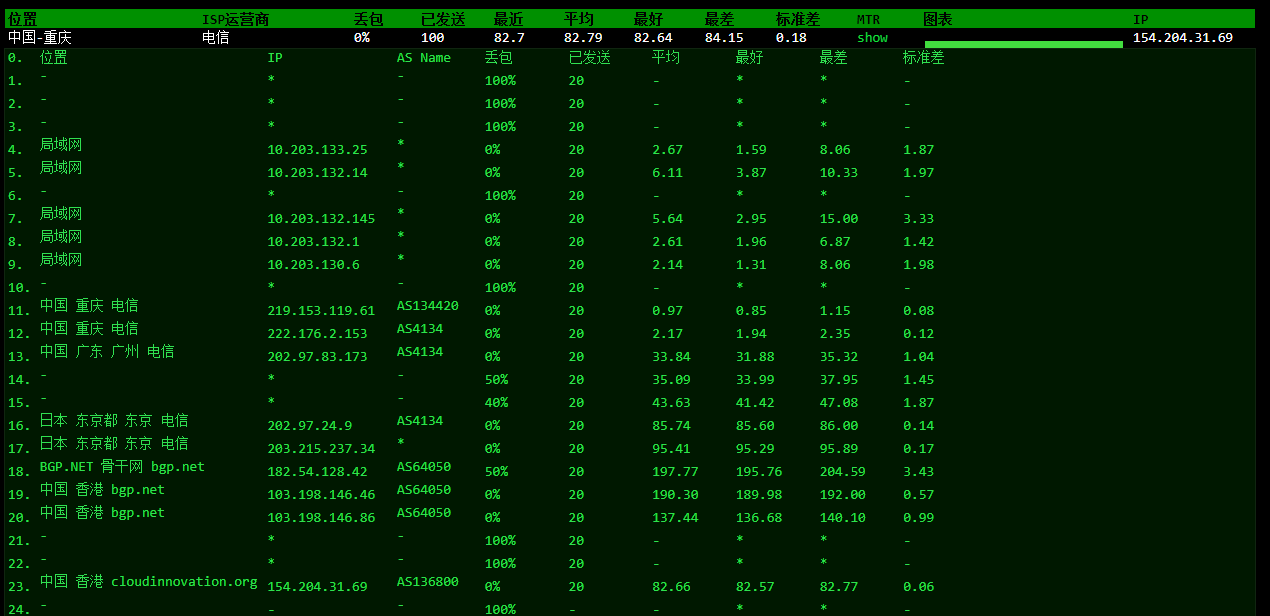 位置 ISP运营商 丢包 已发送 最近 平均 最好 最差 标准差 MTR 图表 IP
中国-重庆 电信 0% 100 82.7 82.79 82.64 84.15 0.18 show 154.204.31.69
0. 位置 IP AS Name 丢包 已发送 平均 最好 最差 标准差
1. - * - 100% 20 - * * -
2. - * - 100% 20 - * * -
3. - * - 100% 20 - * * -
4. 局域网 10.203.133.25 * 0% 20 2.67 1.59 8.06 1.87
5. 局域网 10.203.132.14 * 0% 20 6.11 3.87 10.33 1.97
6. - * - 100% 20 - * * -
7. 局域网 10.203.132.145 * 0% 20 5.64 2.95 15.00 3.33
8. 局域网 10.203.132.1 * 0% 20 2.61 1.96 6.87 1.42
9. 局域网 10.203.130.6 * 0% 20 2.14 1.31 8.06 1.98
10. - * - 100% 20 - * * -
11. 中国 重庆 电信 219.153.119.61 AS134420 0% 20 0.97 0.85 1.15 0.08
12. 中国 重庆 电信 222.176.2.153 AS4134 0% 20 2.17 1.94 2.35 0.12
13. 中国 广东 广州 电信 202.97.83.173 AS4134 0% 20 33.84 31.88 35.32 1.04
14. - * - 50% 20 35.09 33.99 37.95 1.45
15. - * - 40% 20 43.63 41.42 47.08 1.87
16. 日本 东京都 东京 电信 202.97.24.9 AS4134 0% 20 85.74 85.60 86.00 0.14
17. 日本 东京都 东京 电信 203.215.237.34 * 0% 20 95.41 95.29 95.89 0.17
18. BGP.NET 骨干网 bgp.net 182.54.128.42 AS64050 50% 20 197.77 195.76 204.59 3.43
19. 中国 香港 bgp.net 103.198.146.46 AS64050 0% 20 190.30 189.98 192.00 0.57
20. 中国 香港 bgp.net 103.198.146.86 AS64050 0% 20 137.44 136.68 140.10 0.99
21. - * - 100% 20 - * * -
22. - * - 100% 20 - * * -
23. 中国 香港 cloudinnovation.org 154.204.31.69 AS136800 0% 20 82.66 82.57 82.77 0.06
24. - - - 100% - - * * -